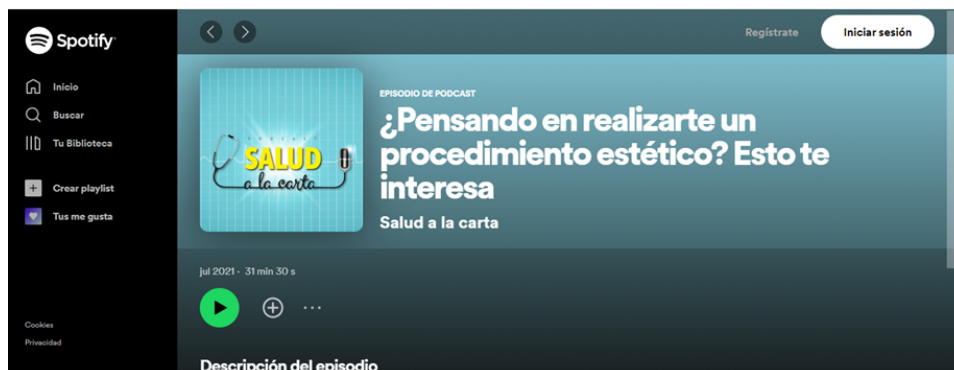 Spotify
Inicio
Buscar
Tu Biblioteca
Crear playlist
Tus me gusta
Cookies
Privacidad
Regístrate
Iniciar sesión
SALUD
a la carta
EPISODIO DE PODCAST
¿Pensando en realizarte un
procedimiento estético? Esto te
interesa
Salud a la carta
jul 2021 · 31 min 30 s
Descripción del episodio